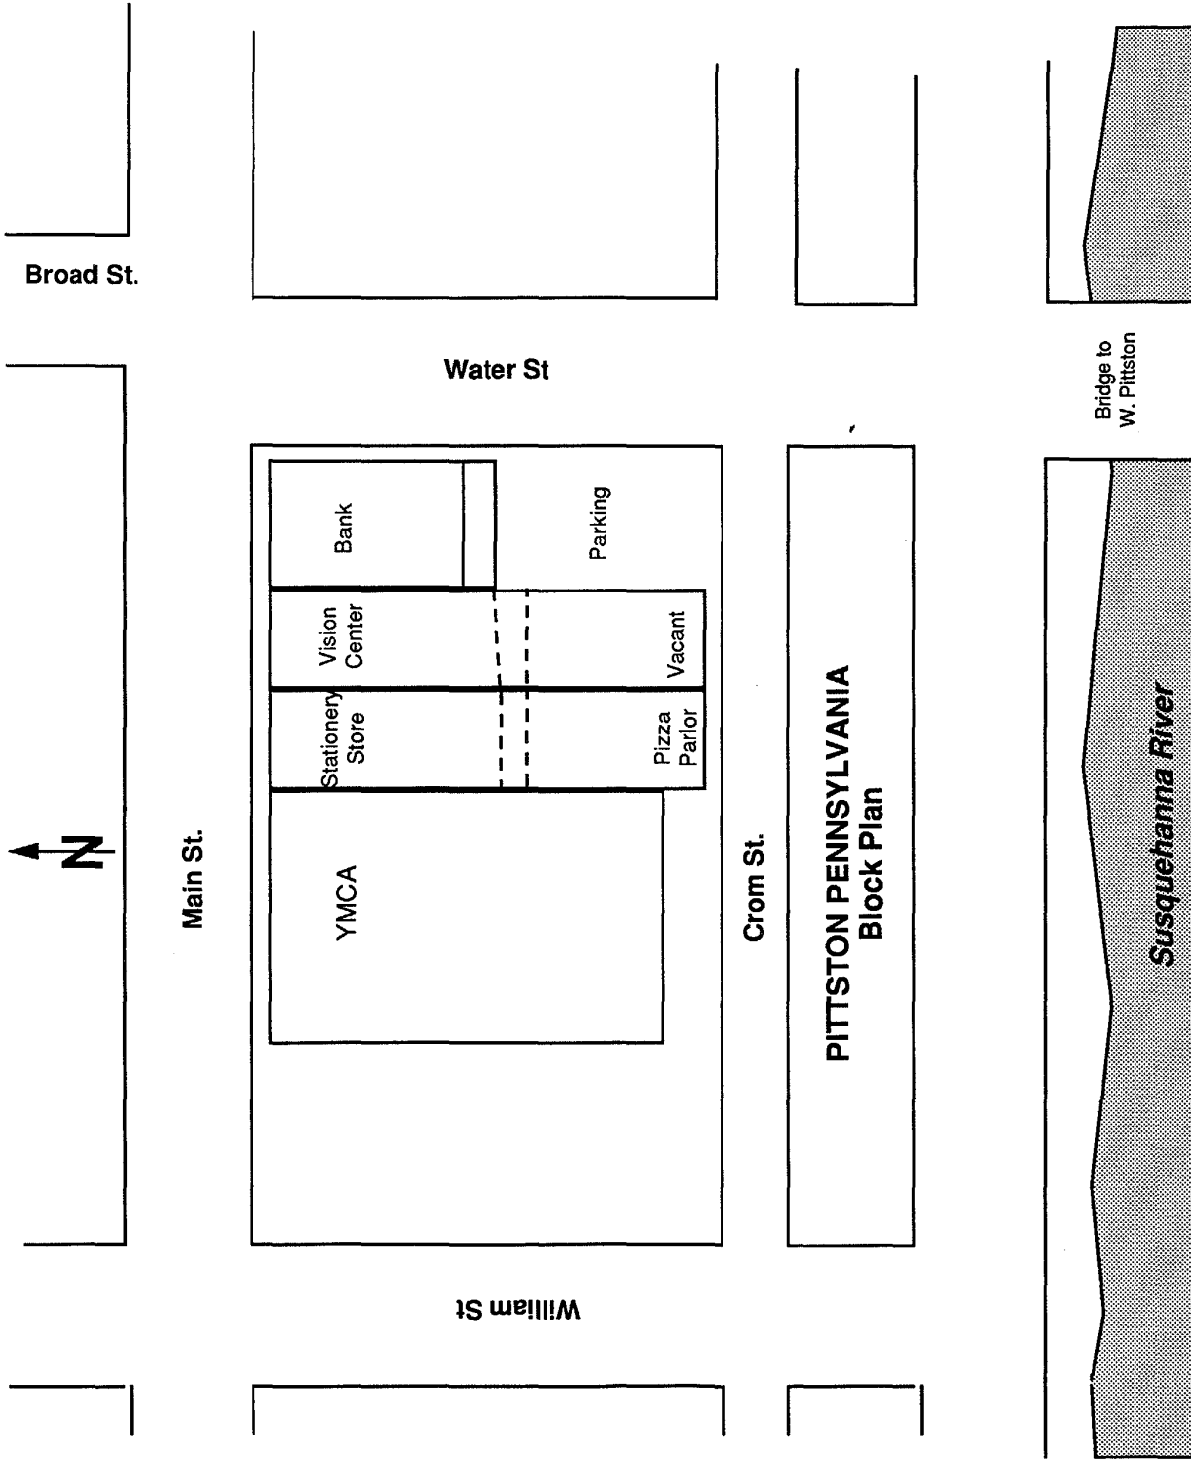 Broad St.
Water St
Bridge to
W. Pittston
Bank
Parking
Vision
Center
Vacant
Stationery
Store
Pizza
Parlor
N
Main St.
YMCA
Crom St.
PITTSTON PENNSYLVANIA
Block Plan
Susquehanna River
William St